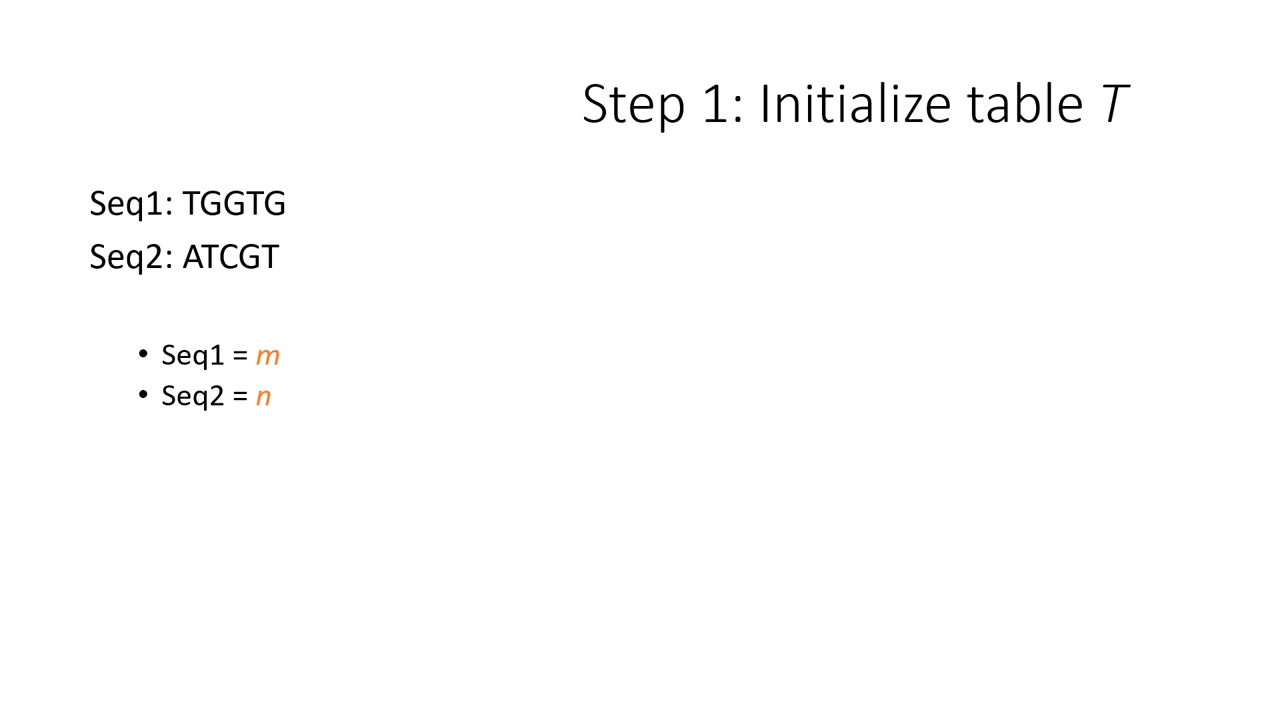 Step 1: Initialize table T
Seq1: TGGTG
Seq2: ATCGT
• Seq1 = m
• Seq2 = n